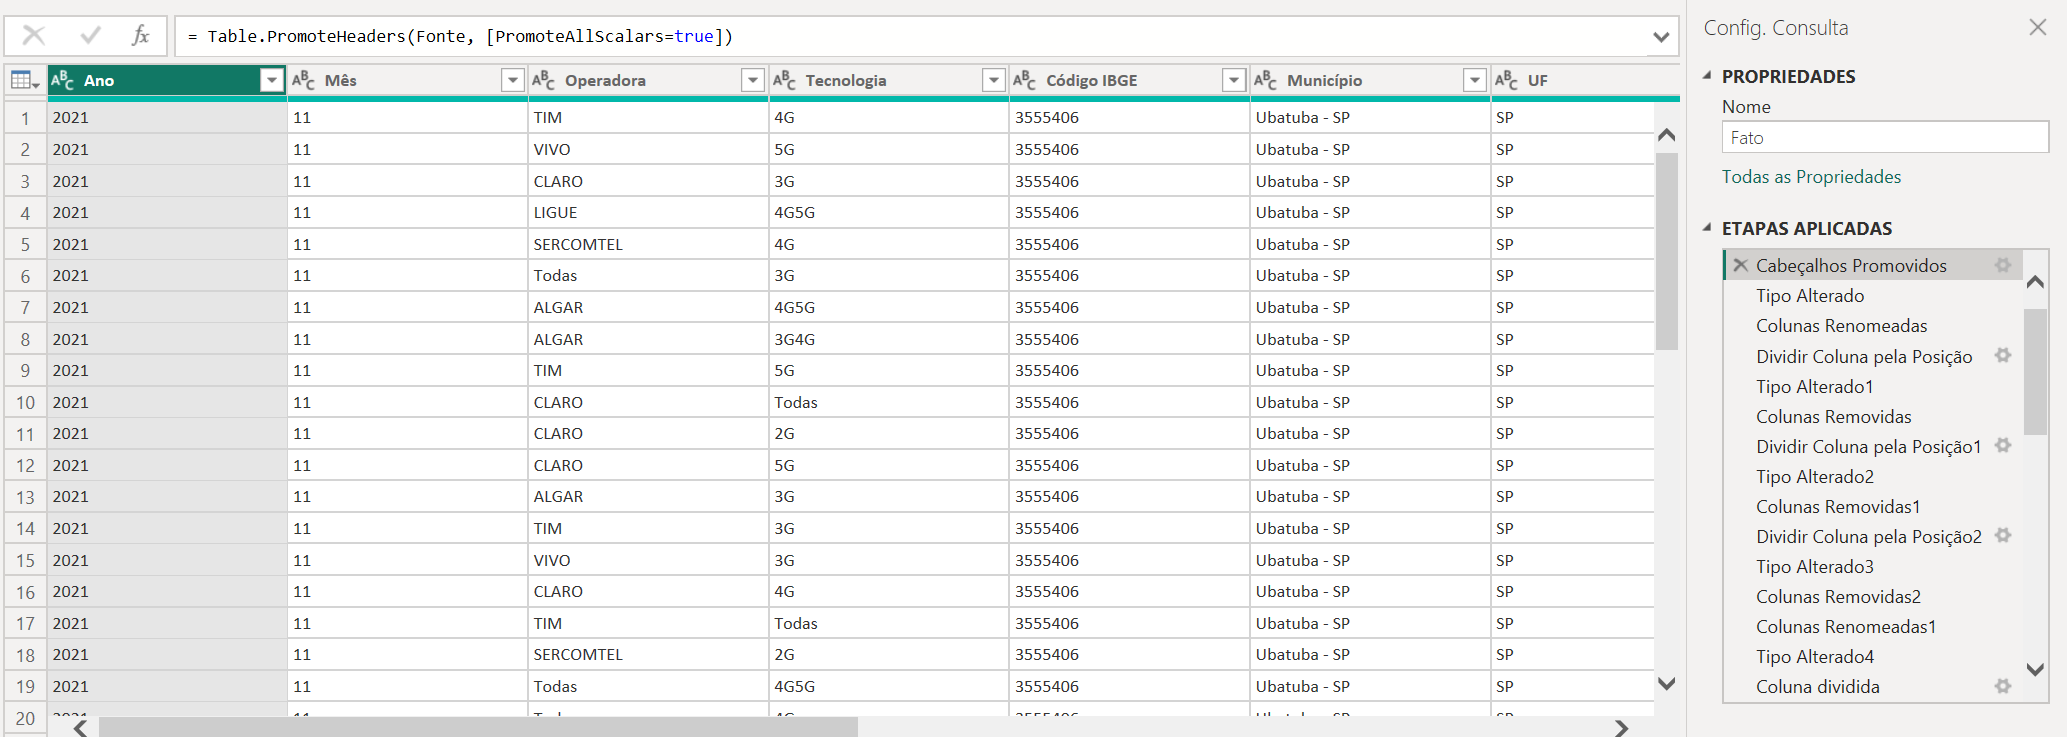 fx = Table.PromoteHeaders(Fonte, [PromoteAllScalars=true])
ABC Ano ABC Mês ABC Operadora ABC Tecnologia ABC Código IBGE ABC Município ABC UF
1 2021 11 TIM 4G 3555406 Ubatuba - SP SP
2 2021 11 VIVO 5G 3555406 Ubatuba - SP SP
3 2021 11 CLARO 3G 3555406 Ubatuba - SP SP
4 2021 11 LIGUE 4G5G 3555406 Ubatuba - SP SP
5 2021 11 SERCOMTEL 4G 3555406 Ubatuba - SP SP
6 2021 11 Todas 3G 3555406 Ubatuba - SP SP
7 2021 11 ALGAR 4G5G 3555406 Ubatuba - SP SP
8 2021 11 ALGAR 3G4G 3555406 Ubatuba - SP SP
9 2021 11 TIM 5G 3555406 Ubatuba - SP SP
10 2021 11 CLARO Todas 3555406 Ubatuba - SP SP
11 2021 11 CLARO 2G 3555406 Ubatuba - SP SP
12 2021 11 CLARO 5G 3555406 Ubatuba - SP SP
13 2021 11 ALGAR 3G 3555406 Ubatuba - SP SP
14 2021 11 TIM 3G 3555406 Ubatuba - SP SP
15 2021 11 VIVO 3G 3555406 Ubatuba - SP SP
16 2021 11 CLARO 4G 3555406 Ubatuba - SP SP
17 2021 11 TIM Todas 3555406 Ubatuba - SP SP
18 2021 11 SERCOMTEL 2G 3555406 Ubatuba - SP SP
19 2021 11 Todas 4G5G 3555406 Ubatuba - SP SP
20
Config. Consulta
PROPRIEDADES
Nome
Fato
Todas as Propriedades
ETAPAS APLICADAS
Cabeçalhos Promovidos
Tipo Alterado
Colunas Renomeadas
Dividir Coluna pela Posição
Tipo Alterado1
Colunas Removidas
Dividir Coluna pela Posição1
Tipo Alterado2
Colunas Removidas1
Dividir Coluna pela Posição2
Tipo Alterado3
Colunas Removidas2
Colunas Renomeadas1
Tipo Alterado4
Coluna dividida